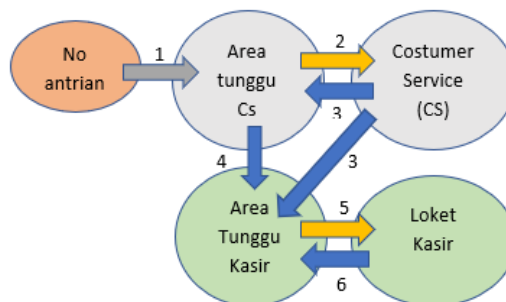 No
antrian
1
Area
tunggu
Cs
2
3
Costumer
Service
(CS)
4
3
Area
Tunggu
Kasir
5
6
Loket
Kasir